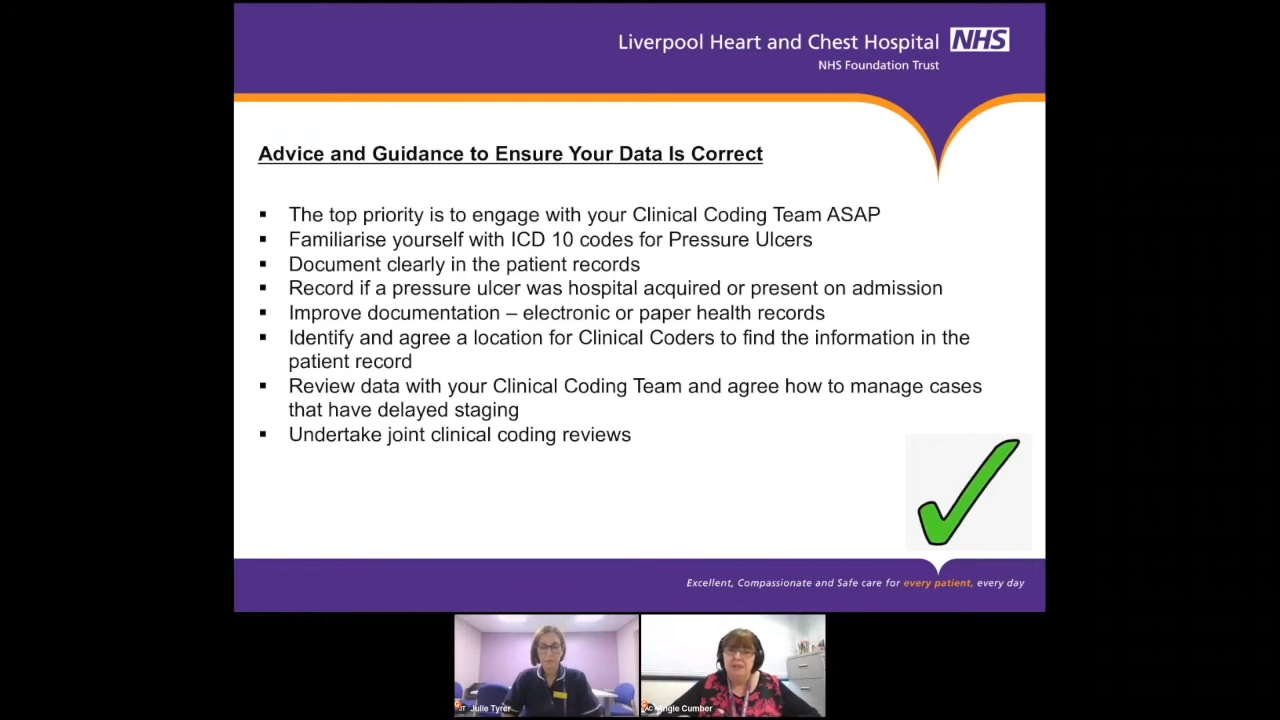 Liverpool Heart and Chest Hospital NHS
NHS Foundation Trust
Advice and Guidance to Ensure Your Data Is Correct
▪ The top priority is to engage with your Clinical Coding Team ASAP
▪ Familiarise yourself with ICD 10 codes for Pressure Ulcers
▪ Document clearly in the patient records
▪ Record if a pressure ulcer was hospital acquired or present on admission
▪ Improve documentation – electronic or paper health records
▪ Identify and agree a location for Clinical Coders to find the information in the
patient record
▪ Review data with your Clinical Coding Team and agree how to manage cases
that have delayed staging
▪ Undertake joint clinical coding reviews
Excellent, Compassionate and Safe care for every patient, every day
JT Julie Tyrer
AC Angie Cumber